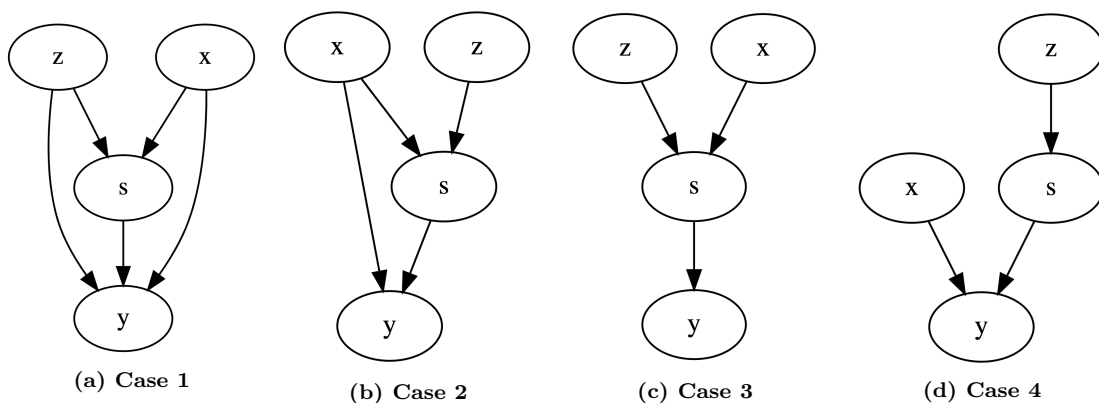 z x
s
y
(a) Case 1
x z
s
y
(b) Case 2
z x
s
y
(c) Case 3
z
x s
y
(d) Case 4